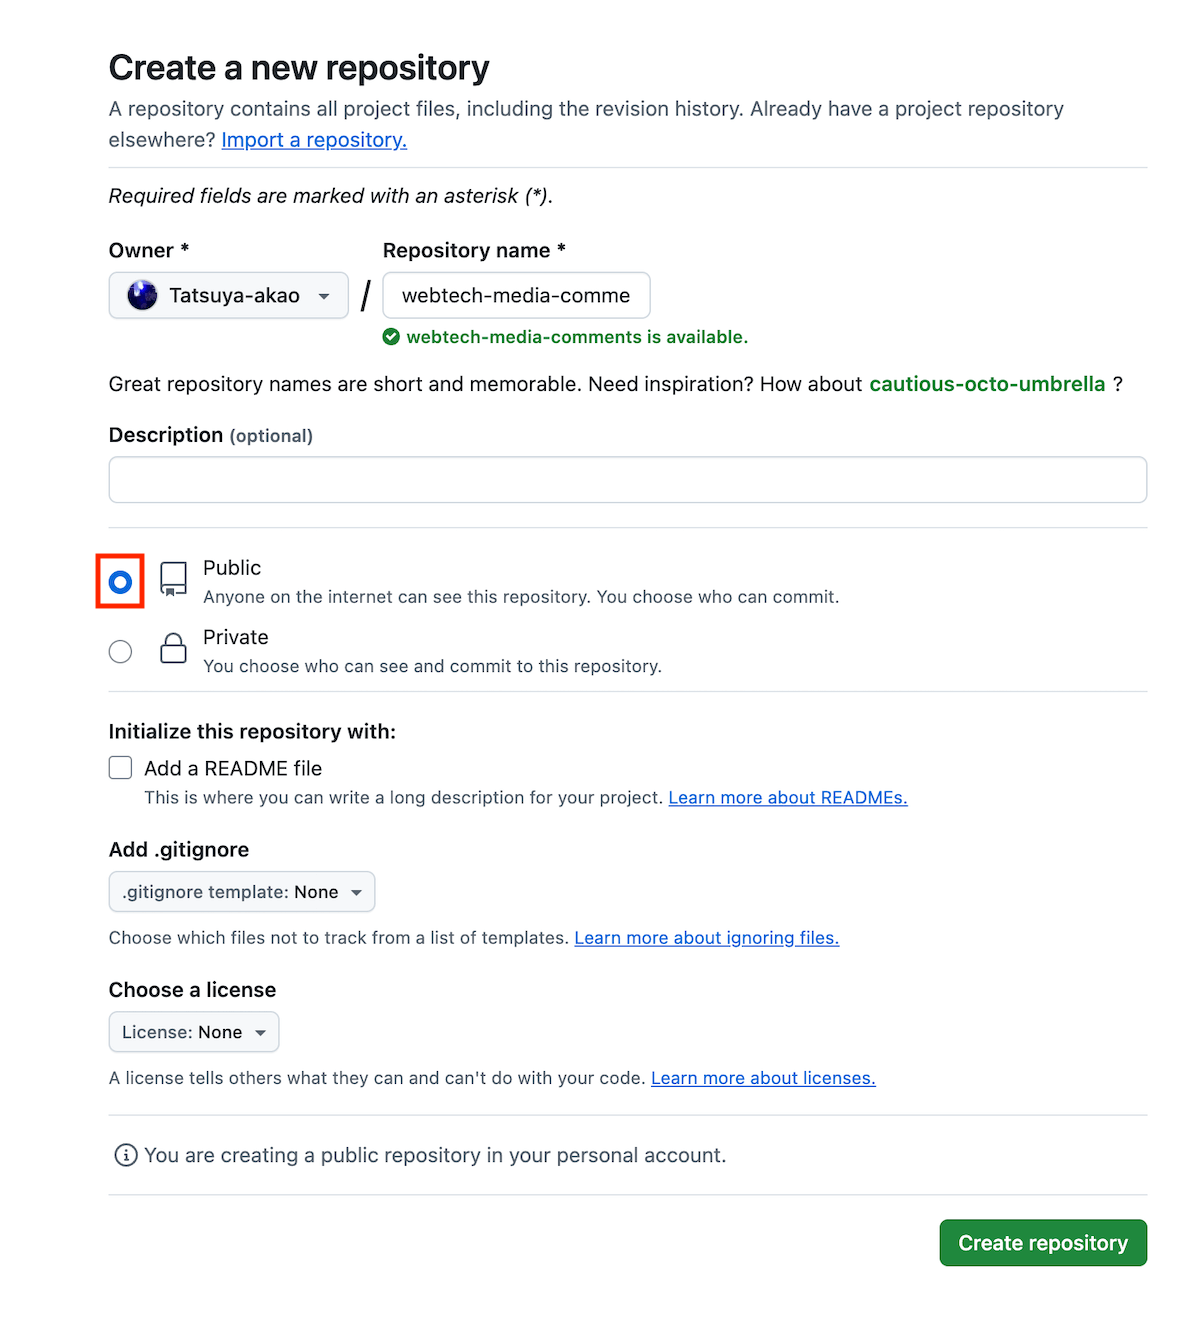 Create a new repository
A repository contains all project files, including the revision history. Already have a project repository
elsewhere? Import a repository.
Required fields are marked with an asterisk (*).
Owner * Repository name *
Tatsuya-akao / webtech-media-comme
webtech-media-comments is available.
Great repository names are short and memorable. Need inspiration? How about cautious-octo-umbrella ?
Description (optional)
Public
Anyone on the internet can see this repository. You choose who can commit.
Private
You choose who can see and commit to this repository.
Initialize this repository with:
Add a README file
This is where you can write a long description for your project. Learn more about READMEs.
Add .gitignore
.gitignore template: None
Choose which files not to track from a list of templates. Learn more about ignoring files.
Choose a license
License: None
A license tells others what they can and can't do with your code. Learn more about licenses.
You are creating a public repository in your personal account.
Create repository